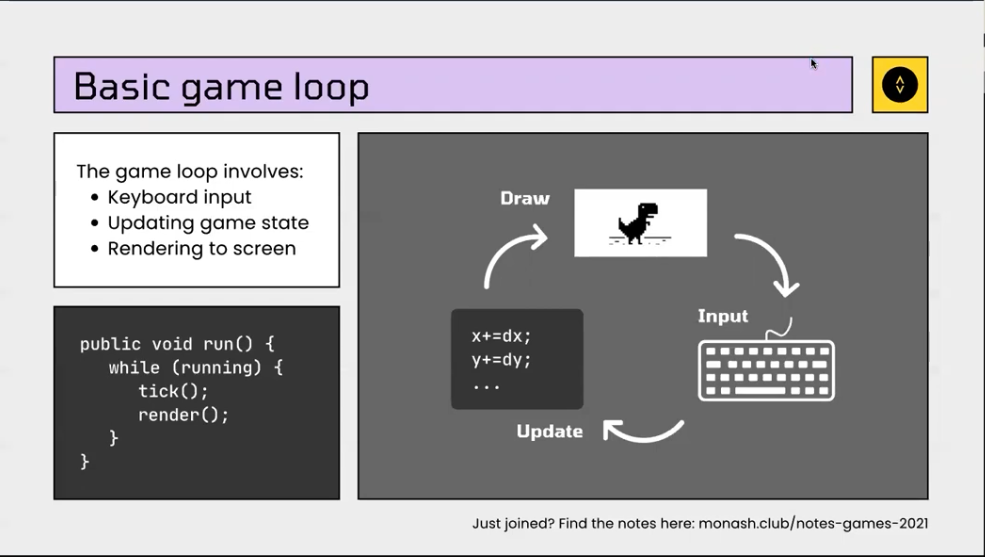 Basic game loop
The game loop involves:
• Keyboard input
• Updating game state
• Rendering to screen
public void run() {
while (running) {
tick();
render();
}
}
Draw
Input
x+=dx;
y+=dy;
...
Update
Just joined? Find the notes here: monash.club/notes-games-2021